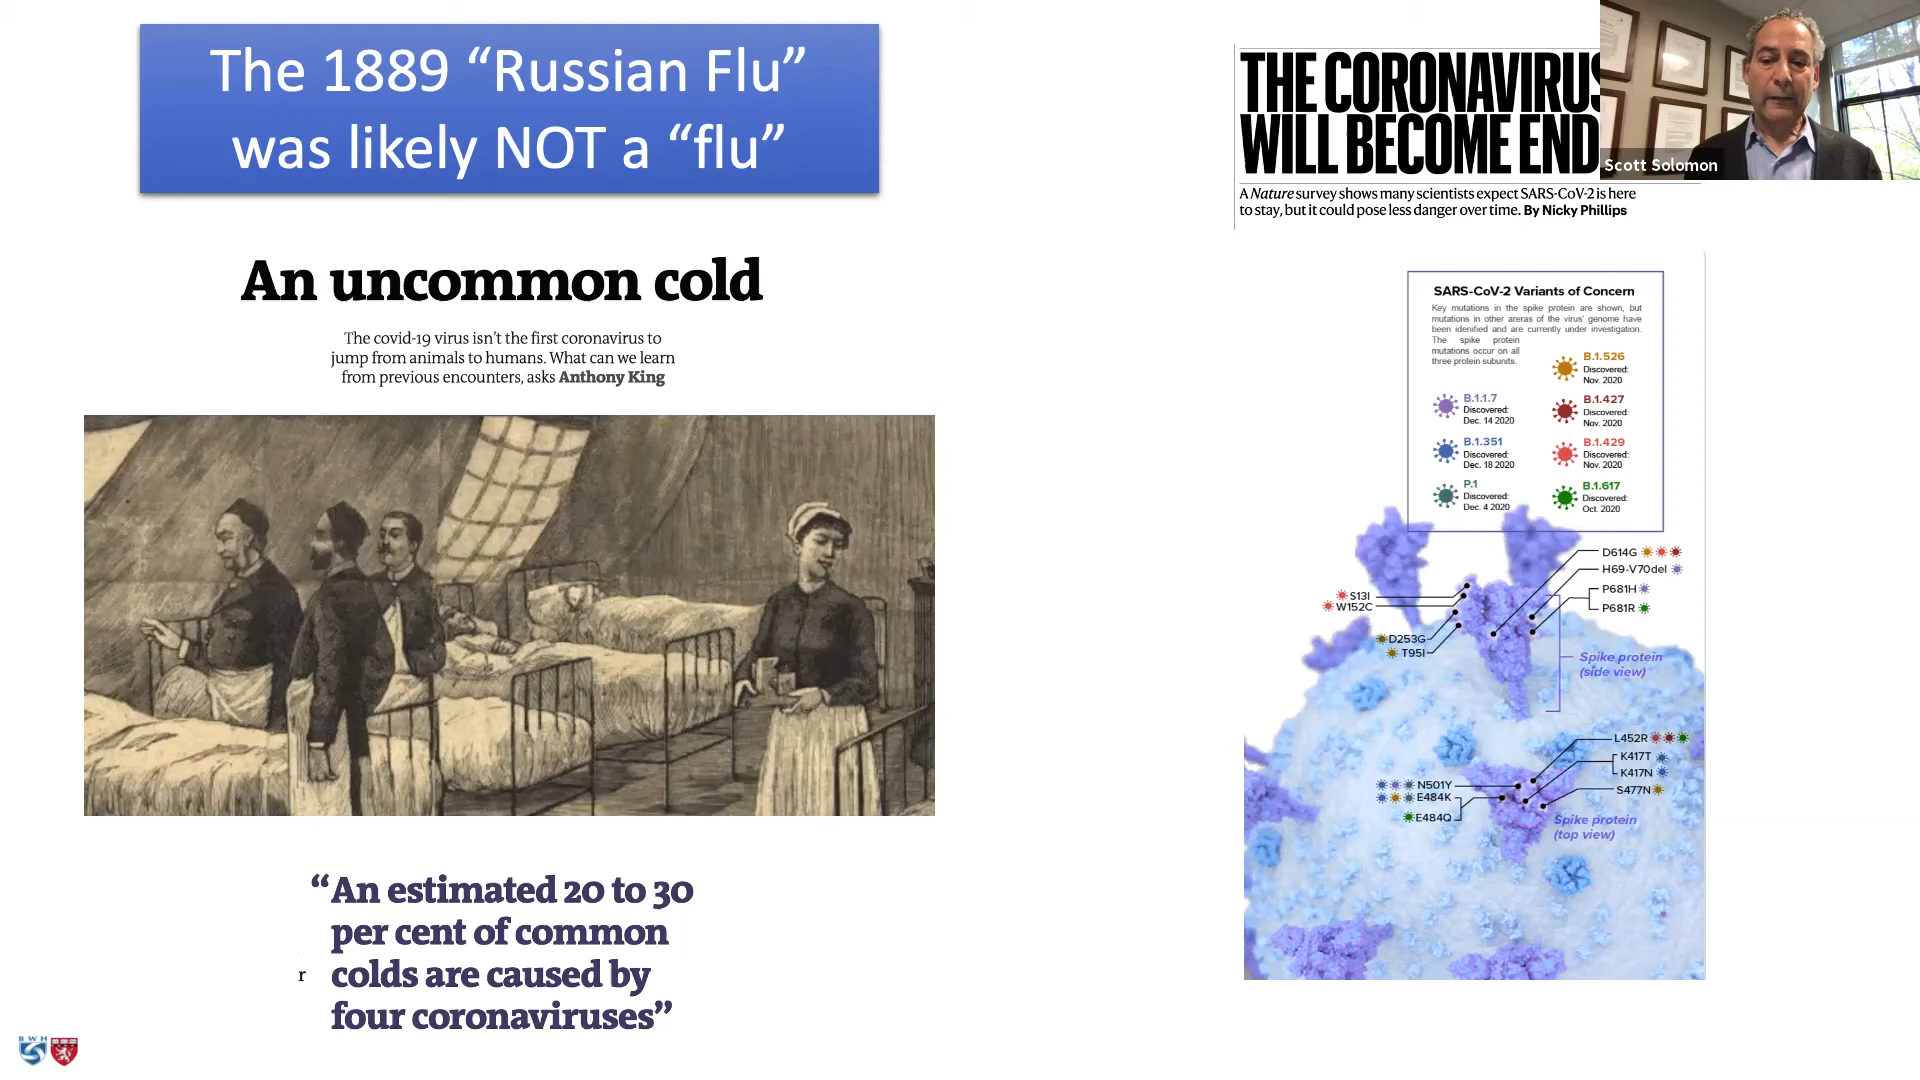 The 1889 “Russian Flu”
was likely NOT a “flu”
An uncommon cold
The covid-19 virus isn’t the first coronavirus to
jump from animals to humans. What can we learn
from previous encounters, asks Anthony King
“An estimated 20 to 30
per cent of common
r
colds are caused by
four coronaviruses”
BWH
THE CORONAVIRUS
WILL BECOME END
Scott Solomon
A Nature survey shows many scientists expect SARS-CoV-2 is here
to stay, but it could pose less danger over time. By Nicky Phillips
SARS-CoV-2 Variants of Concern
Key mutations in the spike protein are shown, but
mutations in other areras of the virus’ genome have
been idenified and are currently under investigation.
The spike protein
mutations occur on all
three protein subunits.
B.1.526
Discovered:
Nov. 2020
B.1.1.7
Discovered:
Dec. 14 2020
B.1.427
Discovered:
Nov. 2020
B.1.351
Discovered:
Dec. 18 2020
B.1.429
Discovered:
Nov. 2020
P.1
Discovered:
Dec. 4 2020
B.1.617
Discovered:
Oct. 2020
D614G
H69-V70del
P681H
P681R
S13I
W152C
D253G
T95I
Spike protein
(side view)
L452R
K417T
K417N
S477N
N501Y
E484K
E484Q
Spike protein
(top view)